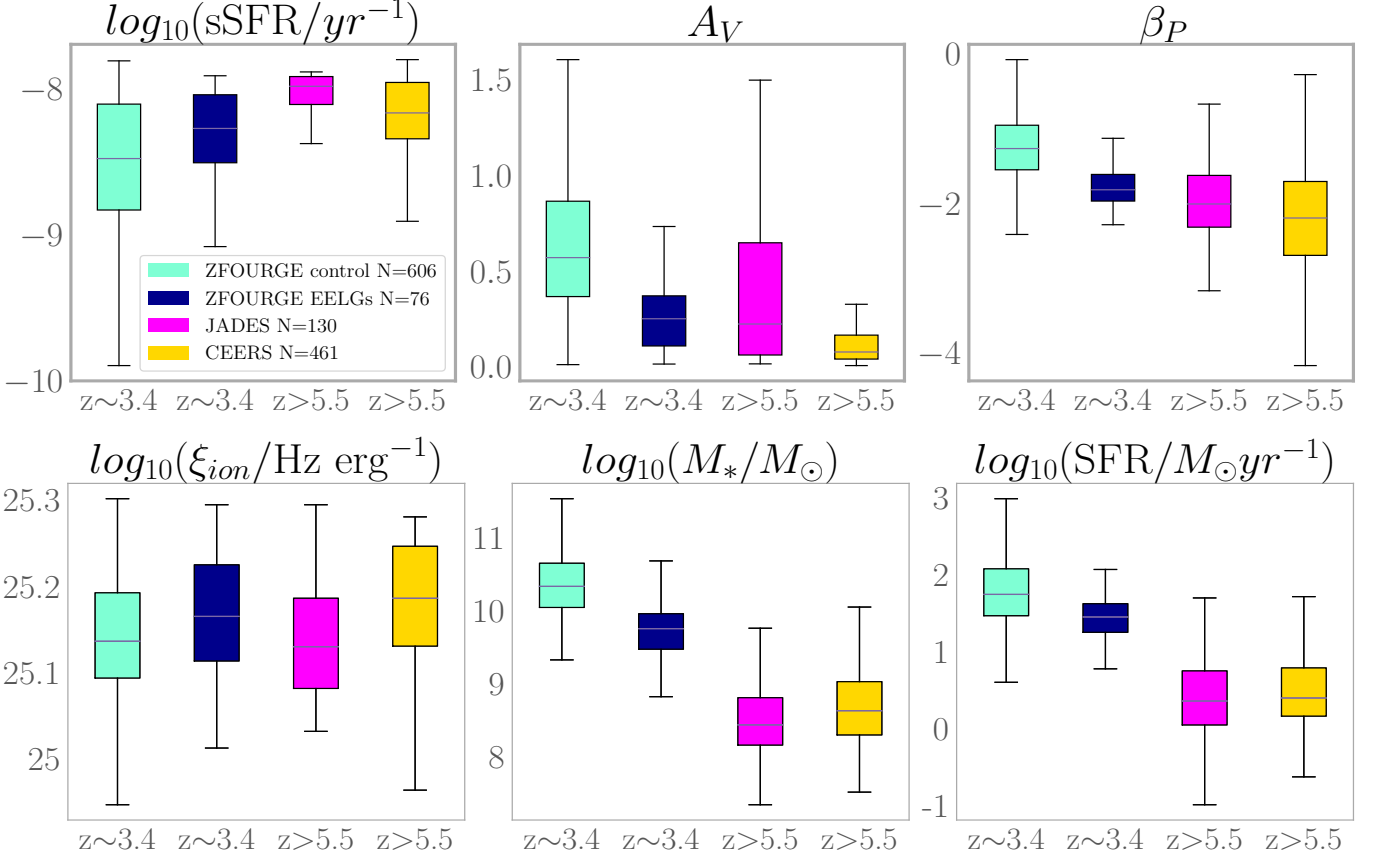 log₁₀(sSFR/yr⁻¹)
−8
−9
−10
ZFOURGE control N=606
ZFOURGE EELGs N=76
JADES N=130
CEERS N=461
z~3.4 z~3.4 z>5.5 z>5.5
A_V
1.5
1.0
0.5
0.0
z~3.4 z~3.4 z>5.5 z>5.5
β_P
0
−2
−4
z~3.4 z~3.4 z>5.5 z>5.5
log₁₀(ξ_ion/Hz erg⁻¹)
25.3
25.2
25.1
25
z~3.4 z~3.4 z>5.5 z>5.5
log₁₀(M_*/M_⊙)
11
10
9
8
z~3.4 z~3.4 z>5.5 z>5.5
log₁₀(SFR/M_⊙yr⁻¹)
3
2
1
0
-1
z~3.4 z~3.4 z>5.5 z>5.5